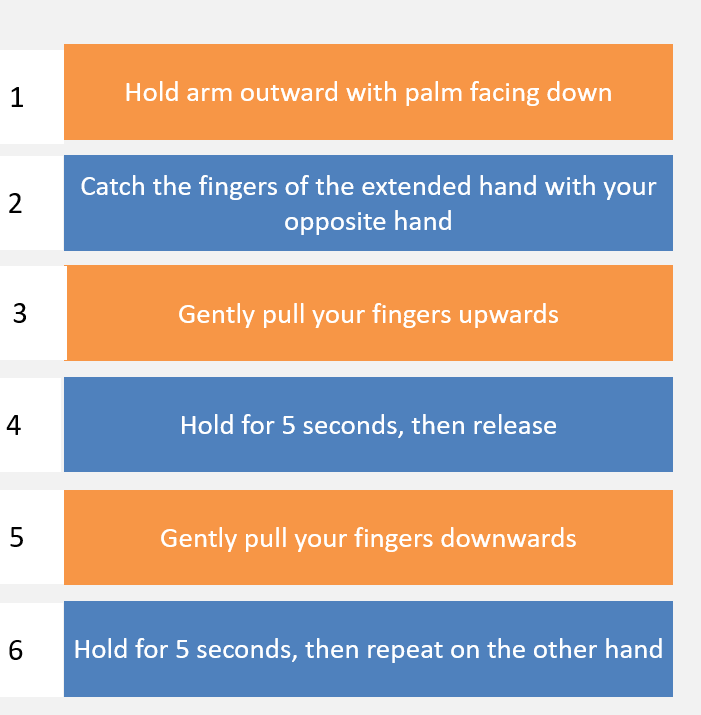 1
Hold arm outward with palm facing down
2
Catch the fingers of the extended hand with your
opposite hand
3
Gently pull your fingers upwards
4
Hold for 5 seconds, then release
5
Gently pull your fingers downwards
6
Hold for 5 seconds, then repeat on the other hand